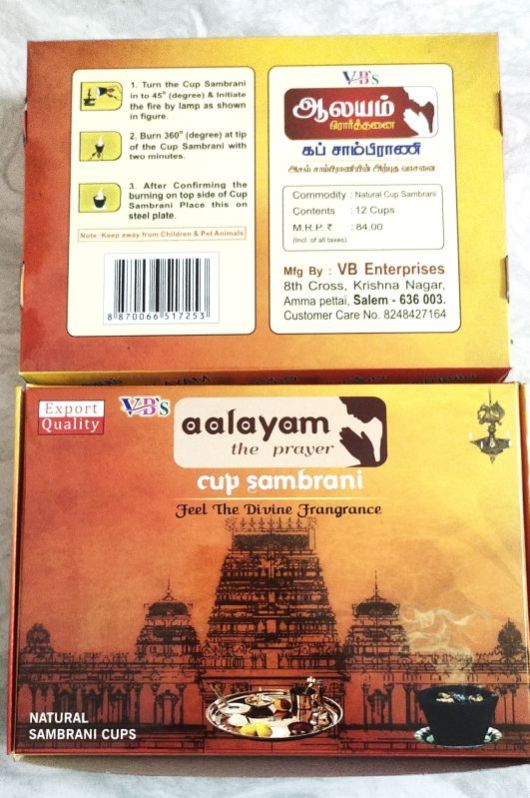 1. Turn the Cup Sambrani
in to 45° (degree) & Initiate
the fire by lamp as shown
in figure.
2. Burn 360° (degree) at tip
of the Cup Sambrani with
two minutes.
3. After Confirming the
burning on top side of Cup
Sambrani Place this on
steel plate.
Note: Keep away from Children & Pet Animals
8 870066 517253
VB's
ஆலயம்
பிரார்த்தனை
கப் சாம்பிராணி
அசல் சாம்பிராணியின் அற்புத வாசனை
Commodity : Natural Cup Sambrani
Contents : 12 Cups
M.R.P. ₹ : 84.00
(Incl. of all taxes)
Mfg By : VB Enterprises
8th Cross, Krishna Nagar,
Amma pettai, Salem - 636 003.
Customer Care No. 8248427164
Export
Quality
VB's
aalayam
the prayer
cup sambrani
Feel The Divine Frangrance
NATURAL
SAMBRANI CUPS